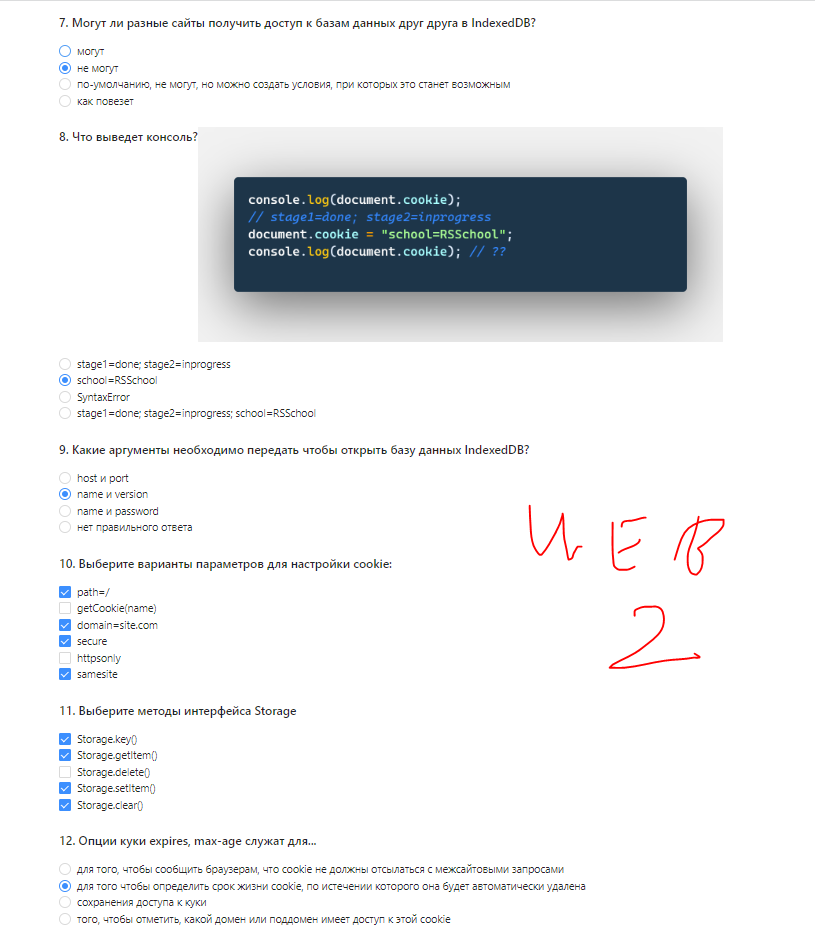 7. Могут ли разные сайты получить доступ к базам данных друг друга в IndexedDB?
могут
не могут
по-умолчанию, не могут, но можно создать условия, при которых это станет возможным
как повезет
8. Что выведет консоль?
console.log(document.cookie);
// stage1=done; stage2=inprogress
document.cookie = "school=RSSchool";
console.log(document.cookie); // ??
stage1=done; stage2=inprogress
school=RSSchool
SyntaxError
stage1=done; stage2=inprogress; school=RSSchool
9. Какие аргументы необходимо передать чтобы открыть базу данных IndexedDB?
host и port
name и version
name и password
нет правильного ответа
10. Выберите варианты параметров для настройки cookie:
path=/
getCookie(name)
domain=site.com
secure
httpsonly
samesite
11. Выберите методы интерфейса Storage
Storage.key()
Storage.getItem()
Storage.delete()
Storage.setItem()
Storage.clear()
12. Опции куки expires, max-age служат для...
для того, чтобы сообщить браузерам, что cookie не должны отсылаться с межсайтовыми запросами
для того чтобы определить срок жизни cookie, по истечении которого она будет автоматически удалена
сохранения доступа к куки
того, чтобы отметить, какой домен или поддомен имеет доступ к этой cookie
2